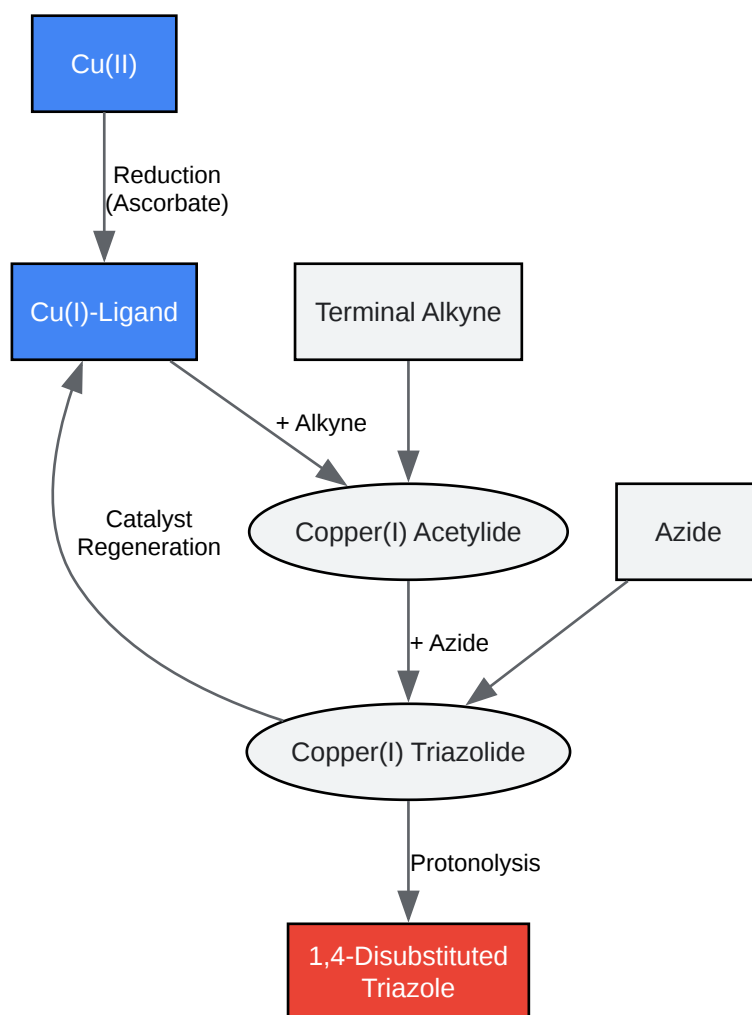 Cu(II)
Reduction
(Ascorbate)
Cu(I)-Ligand
Terminal Alkyne
+ Alkyne
Catalyst
Regeneration
Copper(I) Acetylide
Azide
+ Azide
Copper(I) Triazolide
Protonolysis
1,4-Disubstituted
Triazole